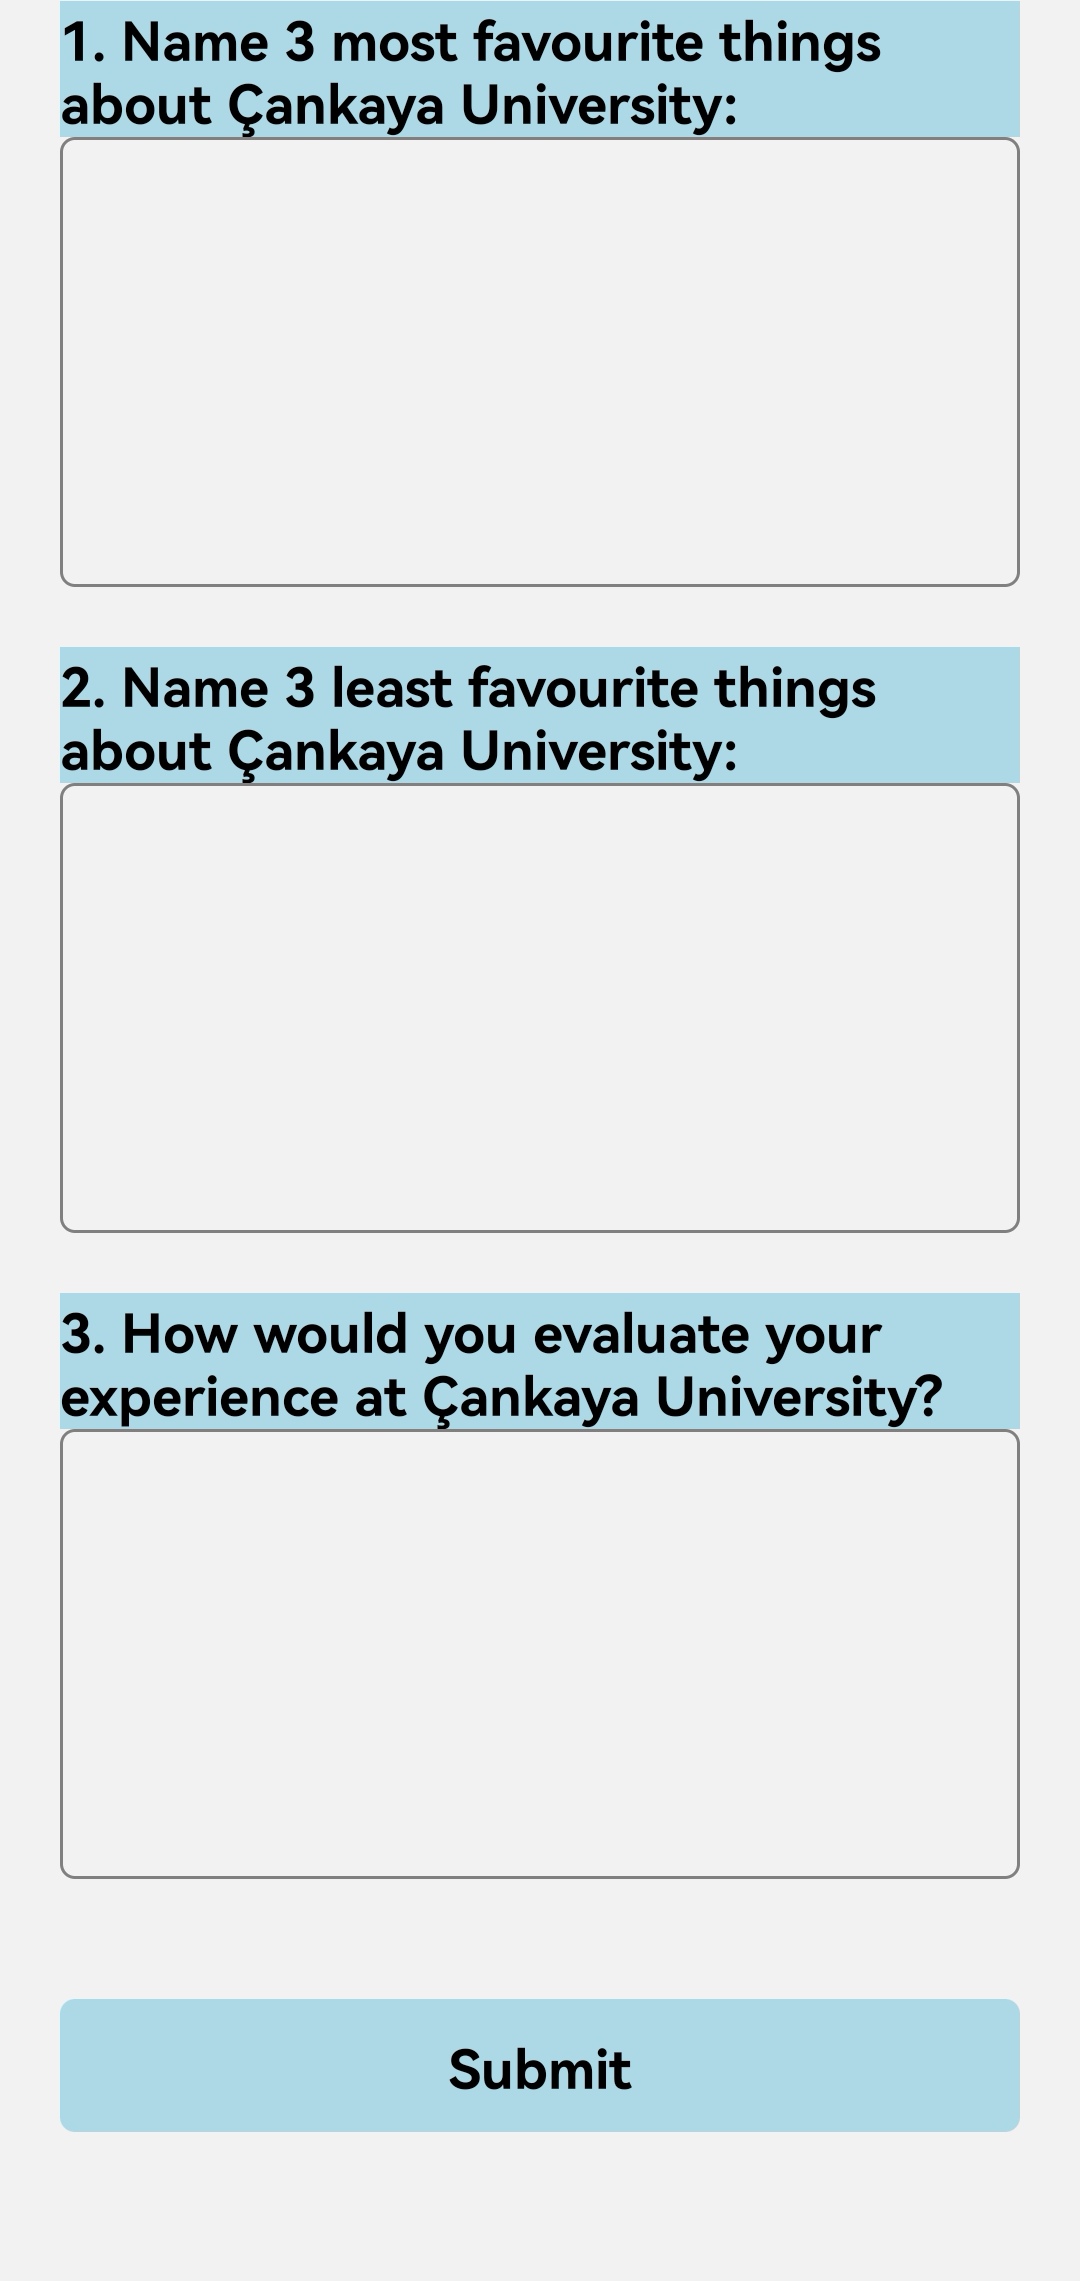 1. Name 3 most favourite things
about Çankaya University:
2. Name 3 least favourite things
about Çankaya University:
3. How would you evaluate your
experience at Çankaya University?
Submit